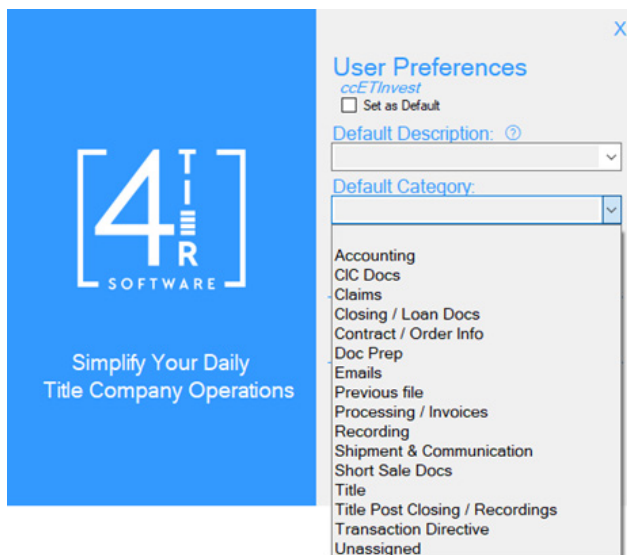 4
TIER
SOFTWARE
Simplify Your Daily
Title Company Operations
X
User Preferences
ccETInvest
Set as Default
Default Description: ?
Default Category:
Accounting
CIC Docs
Claims
Closing / Loan Docs
Contract / Order Info
Doc Prep
Emails
Previous file
Processing / Invoices
Recording
Shipment & Communication
Short Sale Docs
Title
Title Post Closing / Recordings
Transaction Directive
Unassigned